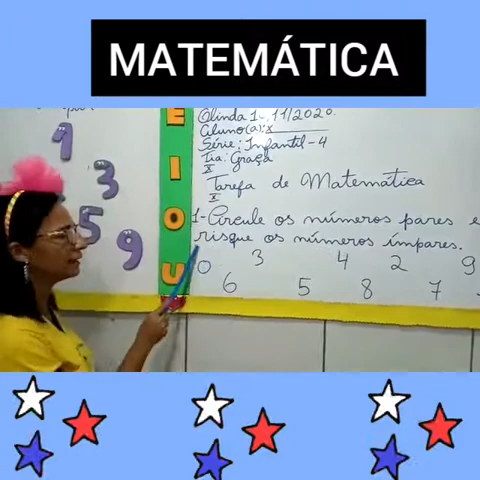 MATEMÁTICA
1
3
5
9
E
I
O
U
Olinda 1-, 11/2020.
Aluno(a): x
Série: Infantil-4
Tia: Graça
x
Tarefa de Matemática
x
1-Circule os números pares e
risque os números ímpares.
0 3 4 2 9
6 5 8 7